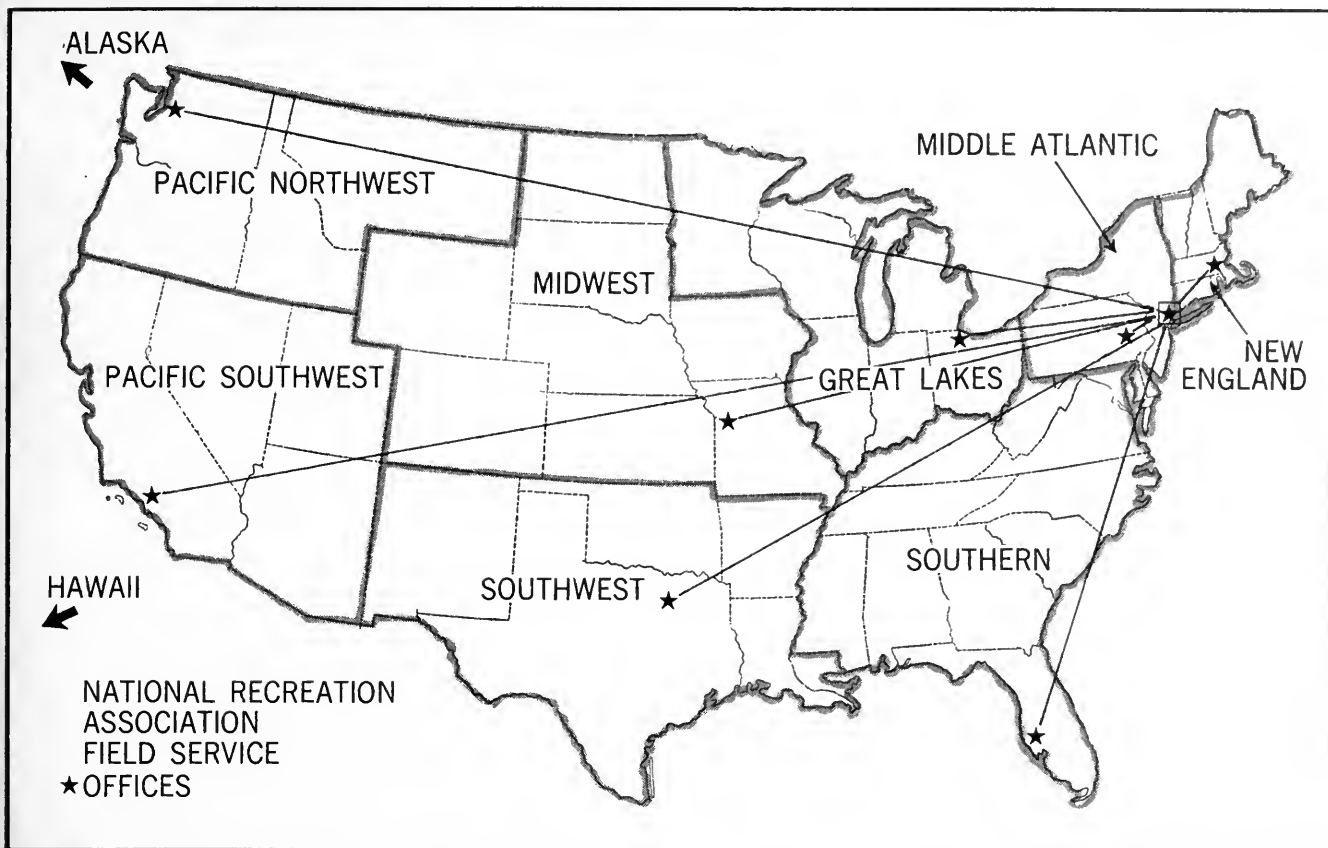 ALASKA
MIDDLE ATLANTIC
PACIFIC NORTHWEST
MIDWEST
PACIFIC SOUTHWEST
GREAT LAKES
NEW
ENGLAND
SOUTHWEST
SOUTHERN
HAWAII
NATIONAL RECREATION
ASSOCIATION
FIELD SERVICE
★OFFICES